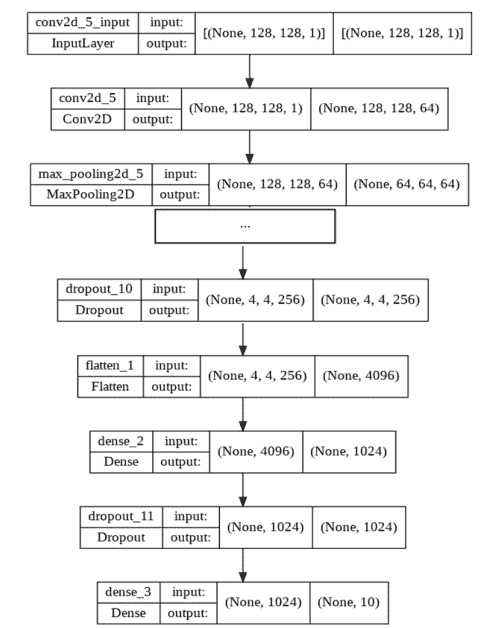 conv2d_5_input input: [(None, 128, 128, 1)] [(None, 128, 128, 1)]
InputLayer output:
conv2d_5 input: (None, 128, 128, 1) (None, 128, 128, 64)
Conv2D output:
max_pooling2d_5 input: (None, 128, 128, 64) (None, 64, 64, 64)
MaxPooling2D output:
...
dropout_10 input: (None, 4, 4, 256) (None, 4, 4, 256)
Dropout output:
flatten_1 input: (None, 4, 4, 256) (None, 4096)
Flatten output:
dense_2 input: (None, 4096) (None, 1024)
Dense output:
dropout_11 input: (None, 1024) (None, 1024)
Dropout output:
dense_3 input: (None, 1024) (None, 10)
Dense output: